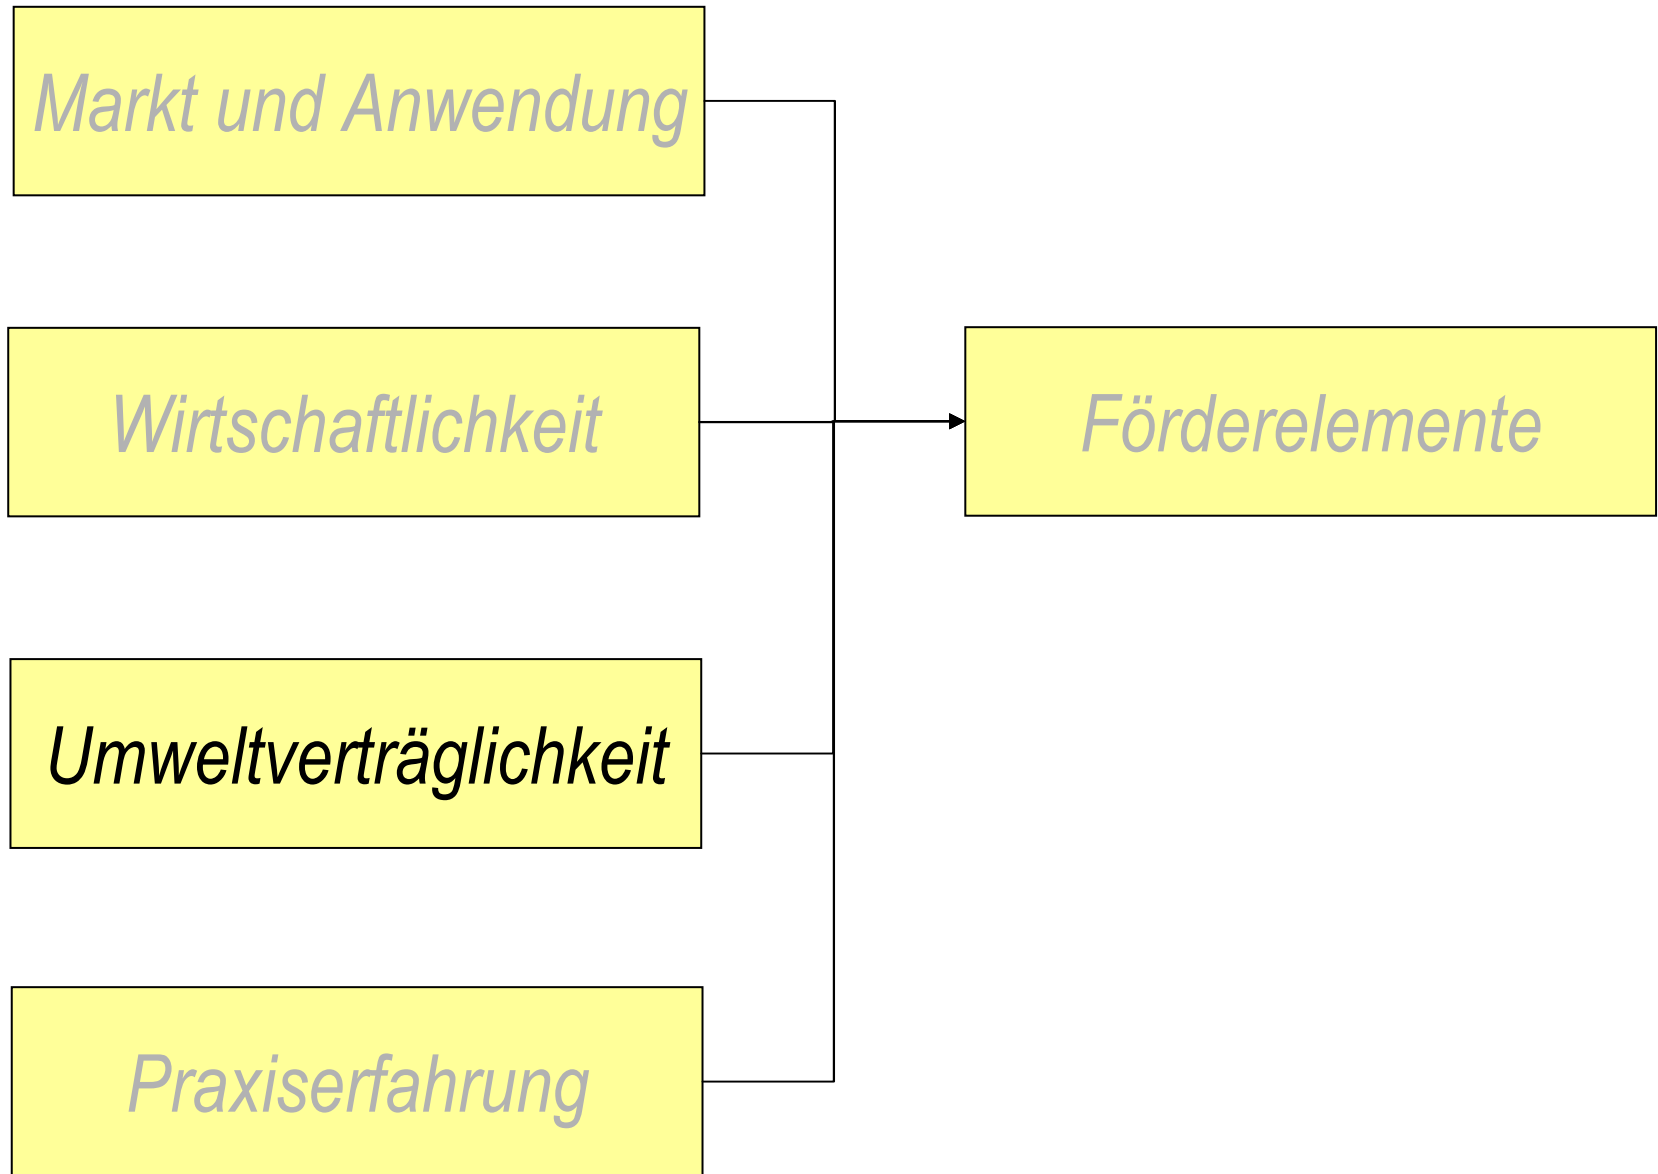 Markt und Anwendung
Wirtschaftlichkeit
Förderelemente
Umweltverträglichkeit
Praxiserfahrung